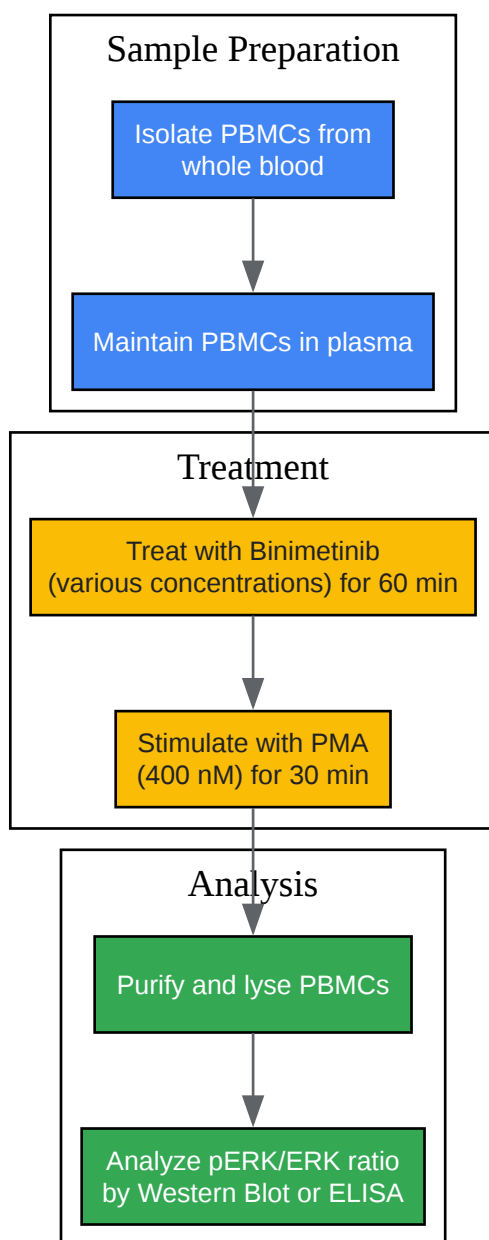 Sample Preparation
Isolate PBMCs from
whole blood
Maintain PBMCs in plasma
Treatment
Treat with Binimetinib
(various concentrations) for 60 min
Stimulate with PMA
(400 nM) for 30 min
Analysis
Purify and lyse PBMCs
Analyze pERK/ERK ratio
by Western Blot or ELISA